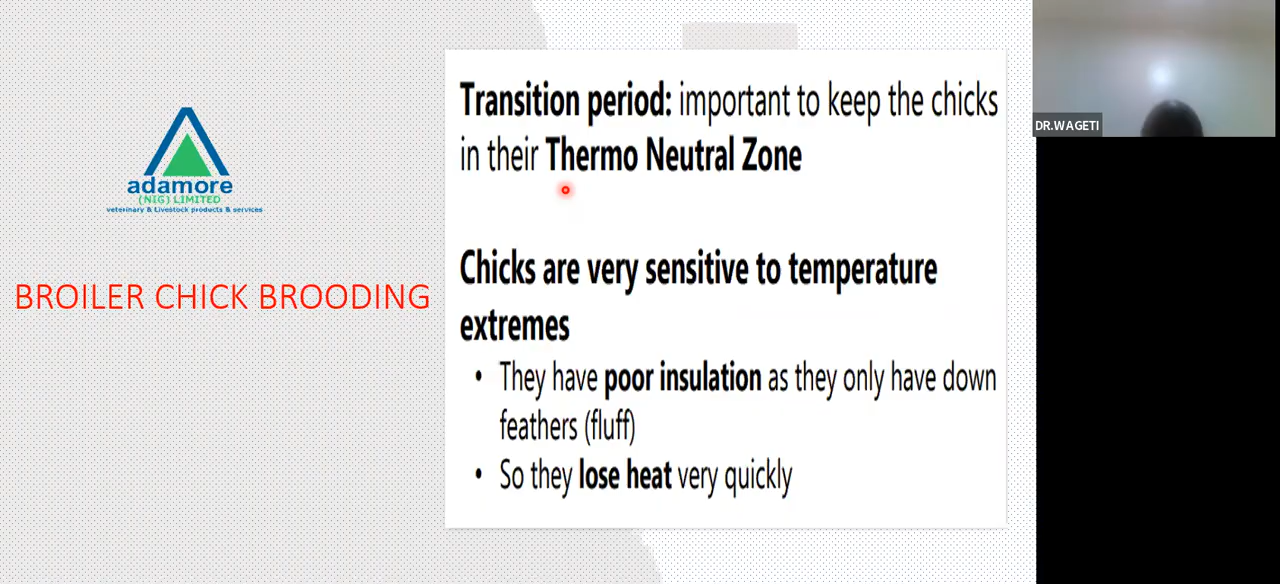 adamore
(NIG) LIMITED
veterinary & Livestock products & services
BROILER CHICK BROODING
Transition period: important to keep the chicks
in their Thermo Neutral Zone
Chicks are very sensitive to temperature
extremes
• They have poor insulation as they only have down
feathers (fluff)
• So they lose heat very quickly
DR.WAGETI